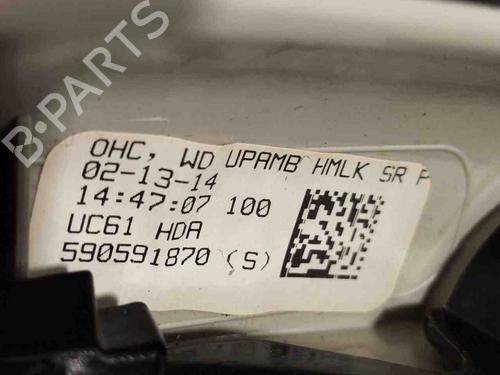 B-PARTS
OHC, WD UPAMB HMLK SR P
02-13-14
14:47:07 100
UC61 HDA
590591870 (S)